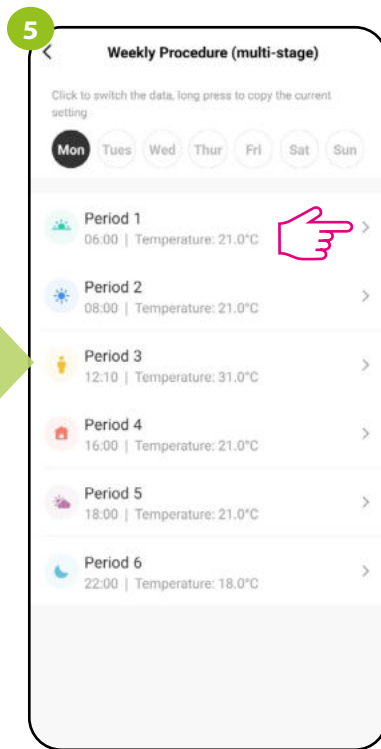 5
Weekly Procedure (multi-stage)
Click to switch the data, long press to copy the current
setting
Mon Tues Wed Thur Fri Sat Sun
Period 1
06:00 | Temperature: 21.0°C
Period 2
08:00 | Temperature: 21.0°C
Period 3
12:10 | Temperature: 31.0°C
Period 4
16:00 | Temperature: 21.0°C
Period 5
18:00 | Temperature: 21.0°C
Period 6
22:00 | Temperature: 18.0°C